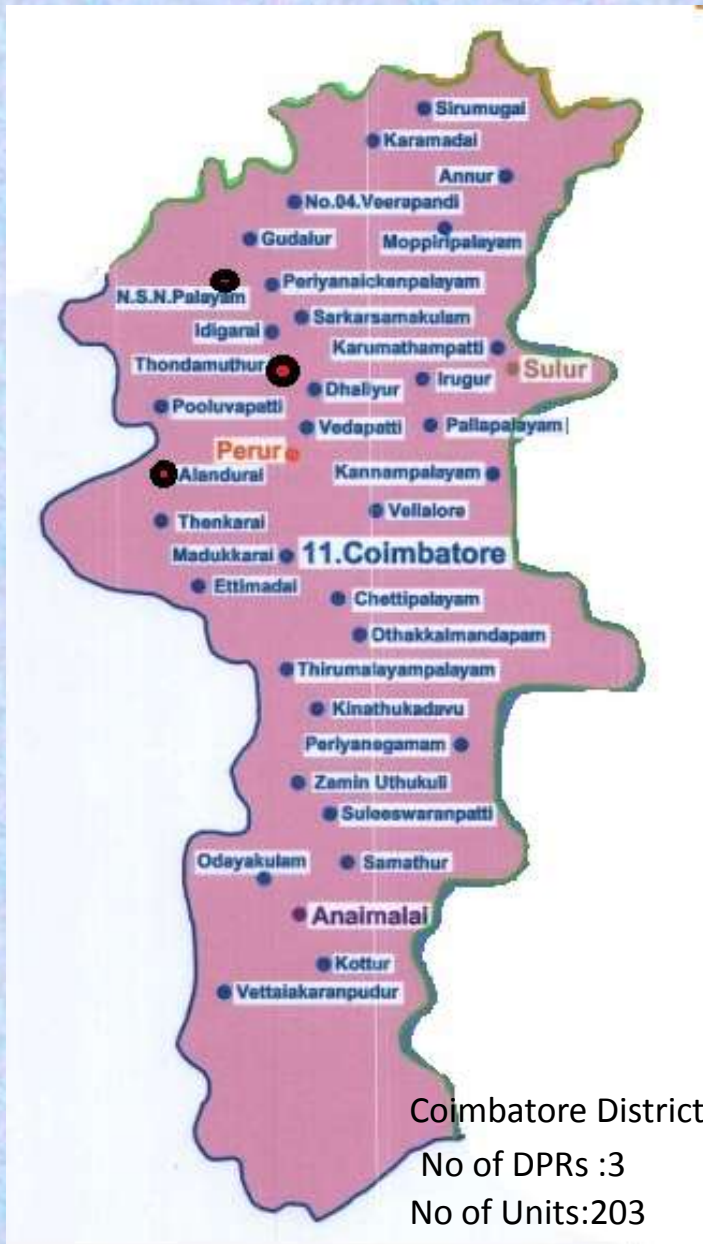 Sirumugai
Karamadai
Annur
No.04.Veerapandi
Moppiripalayam
Gudalur
Periyanaickenpalayam
N.S.N.Palayam
Sarkarsamakulam
Idigarai
Karumathampatti
Thondamuthur
Sulur
Irugur
Dhaliyur
Pooluvapatti
Pallapalayam
Vedapatti
Perur
Alandurai
Kannampalayam
Vellalore
Thenkarai
Madukkarai
11.Coimbatore
Ettimadai
Chettipalayam
Othakkalmandapam
Thirumalayampalayam
Kinathukadavu
Periyanegamam
Zamin Uthukuli
Suleeswaranpatti
Odayakulam
Samathur
Anaimalai
Kottur
Vettaiakaranpudur
Coimbatore District
No of DPRs :3
No of Units:203